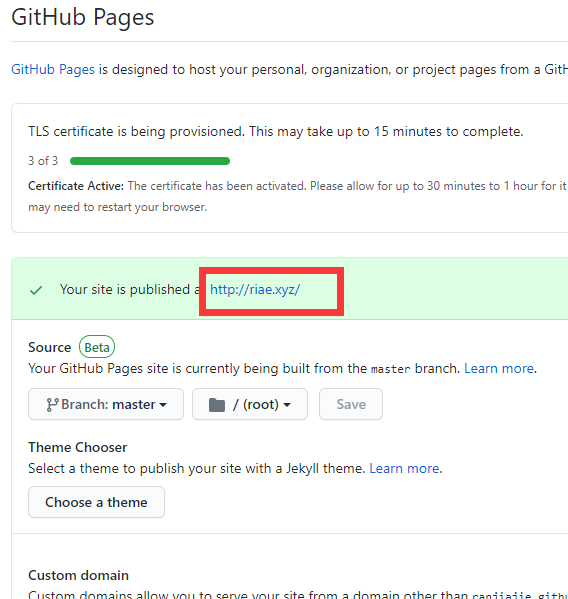 GitHub Pages
GitHub Pages is designed to host your personal, organization, or project pages from a
TLS certificate is being provisioned. This may take up to 15 minutes to complete.
3 of 3
Certificate Active: The certificate has been activated. Please allow for up to 30 minutes to 1 hour for it
may need to restart your browser.
Your site is published a http://riae.xyz/
Source Beta
Your GitHub Pages site is currently being built from the master branch. Learn more.
Branch: master / (root) Save
Theme Chooser
Select a theme to publish your site with a Jekyll theme. Learn more.
Choose a theme
Custom domain
Custom domains allow you to serve your site from a domain other than